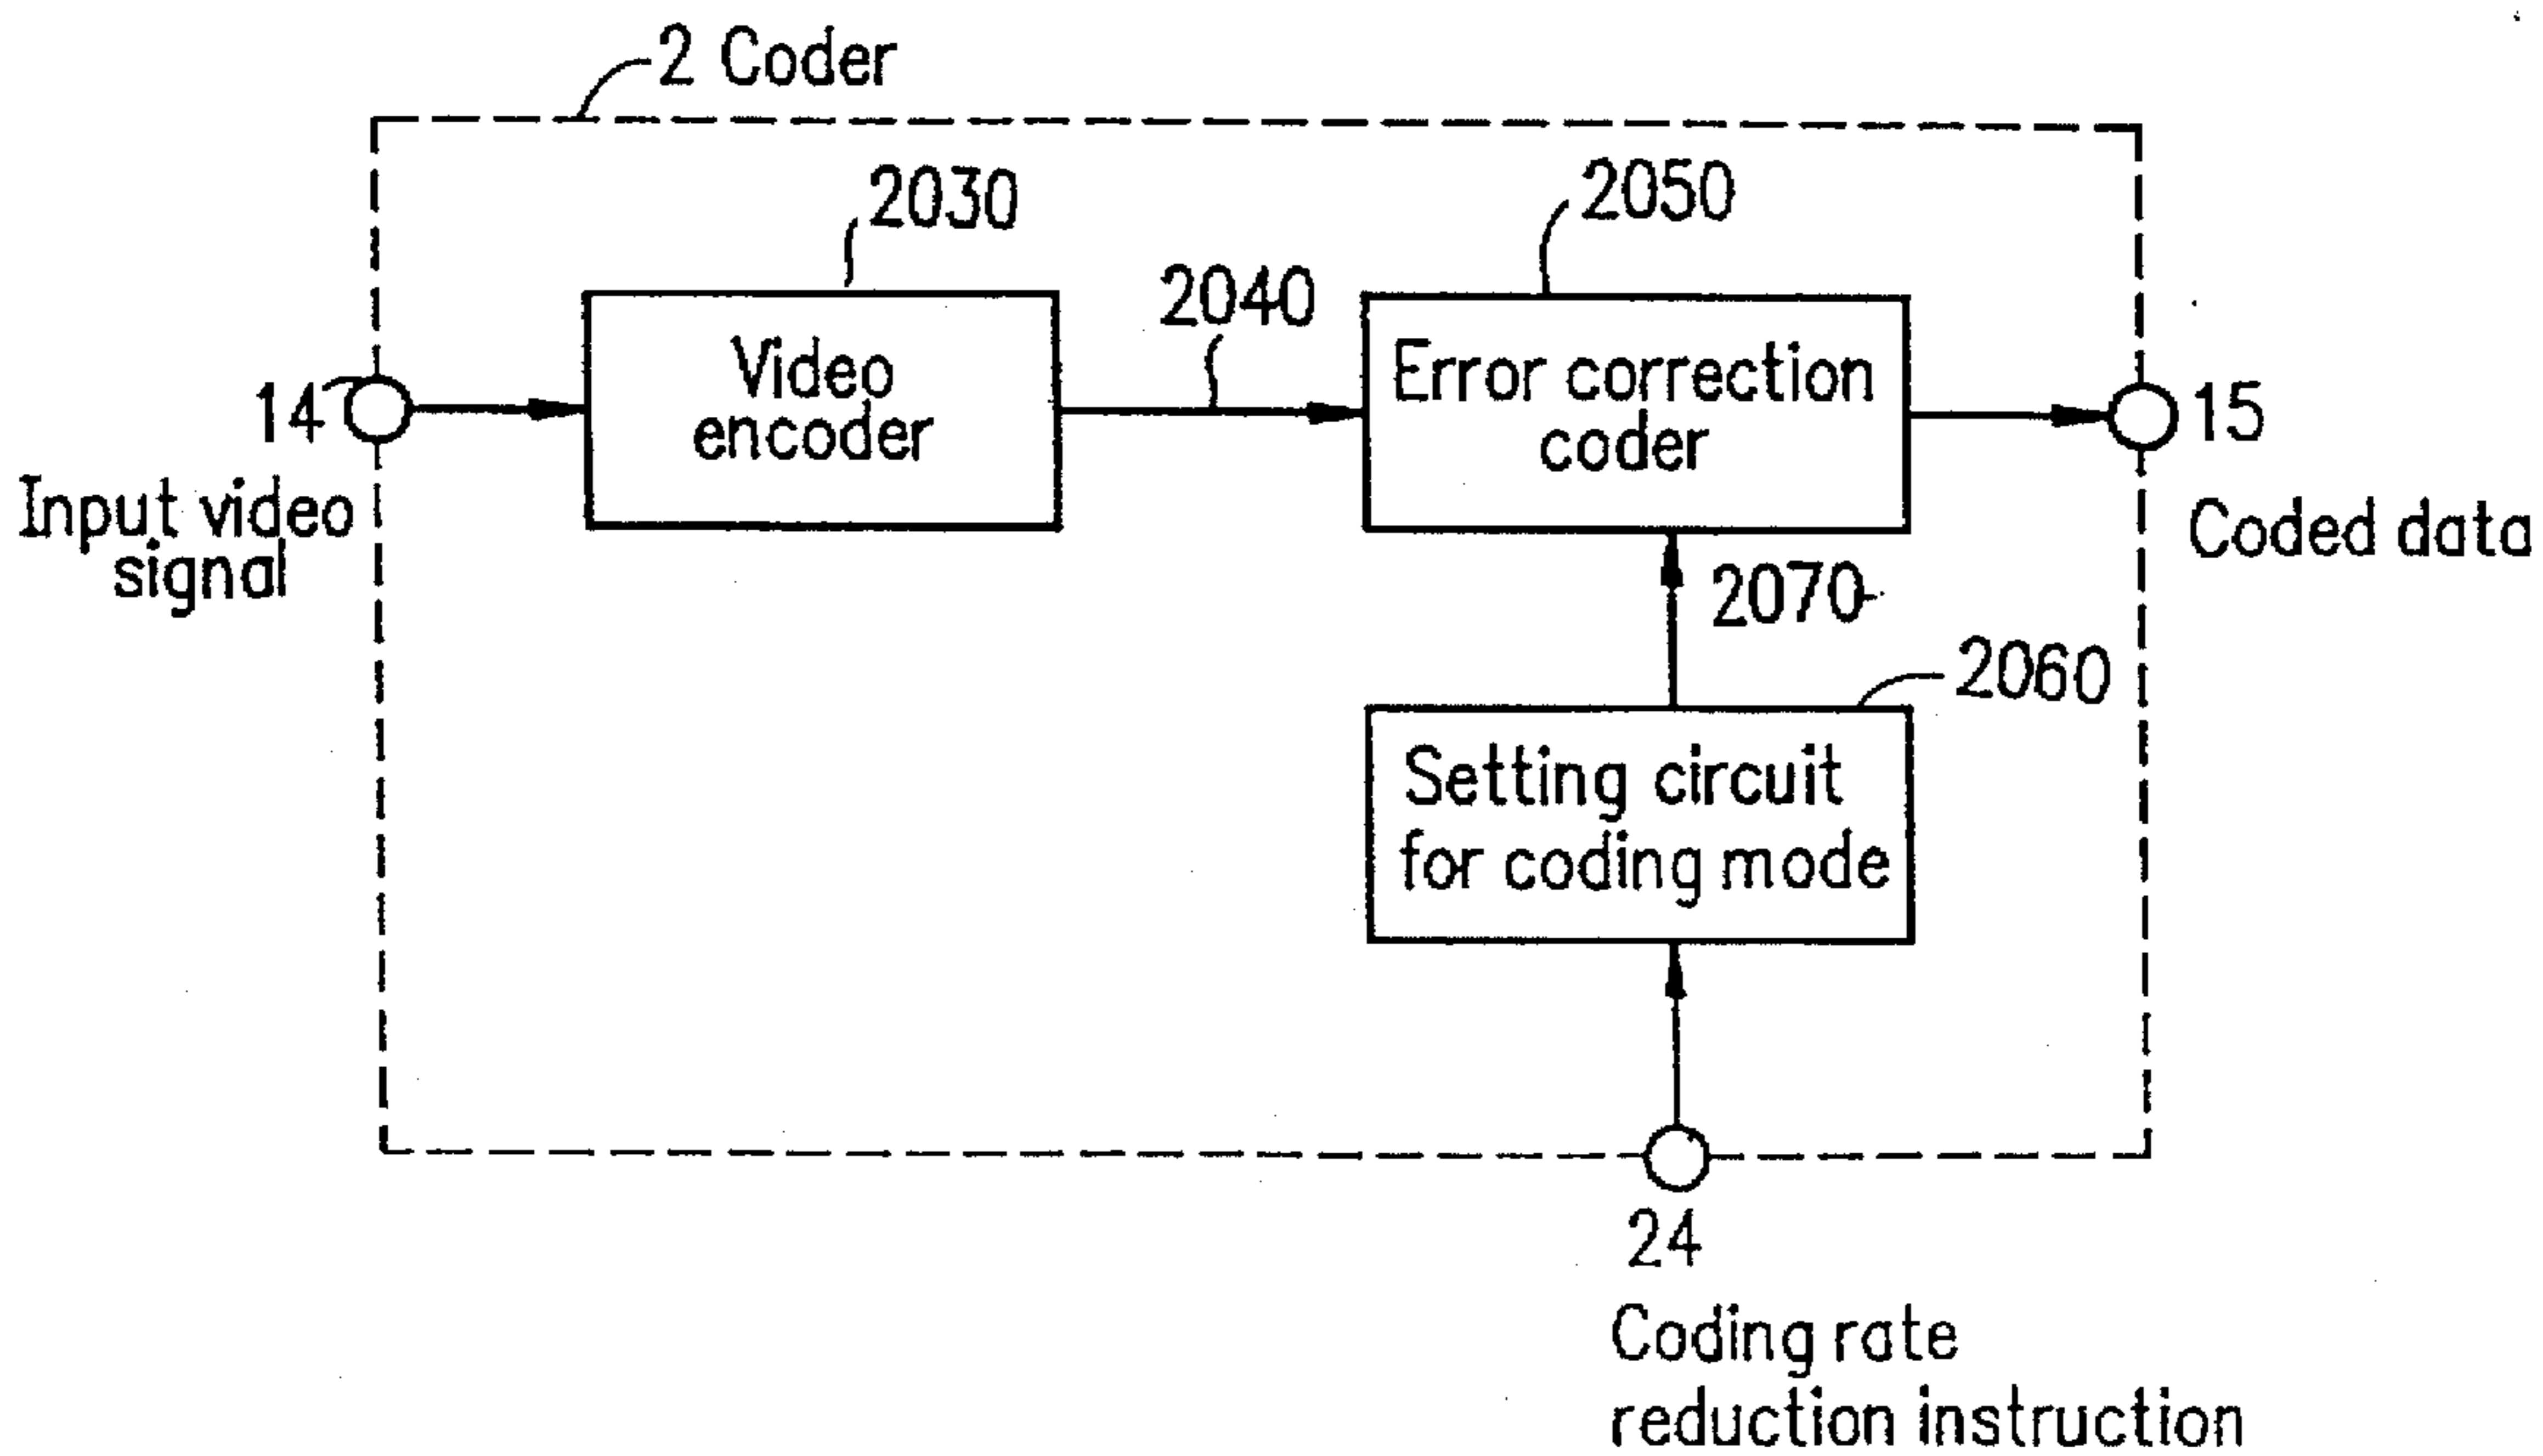 2 Coder
2030
2050
2040
Video
encoder
Error correction
coder
14
15
Input video
signal
Coded data
2070
2060
Setting circuit
for coding mode
24
Coding rate
reduction instruction